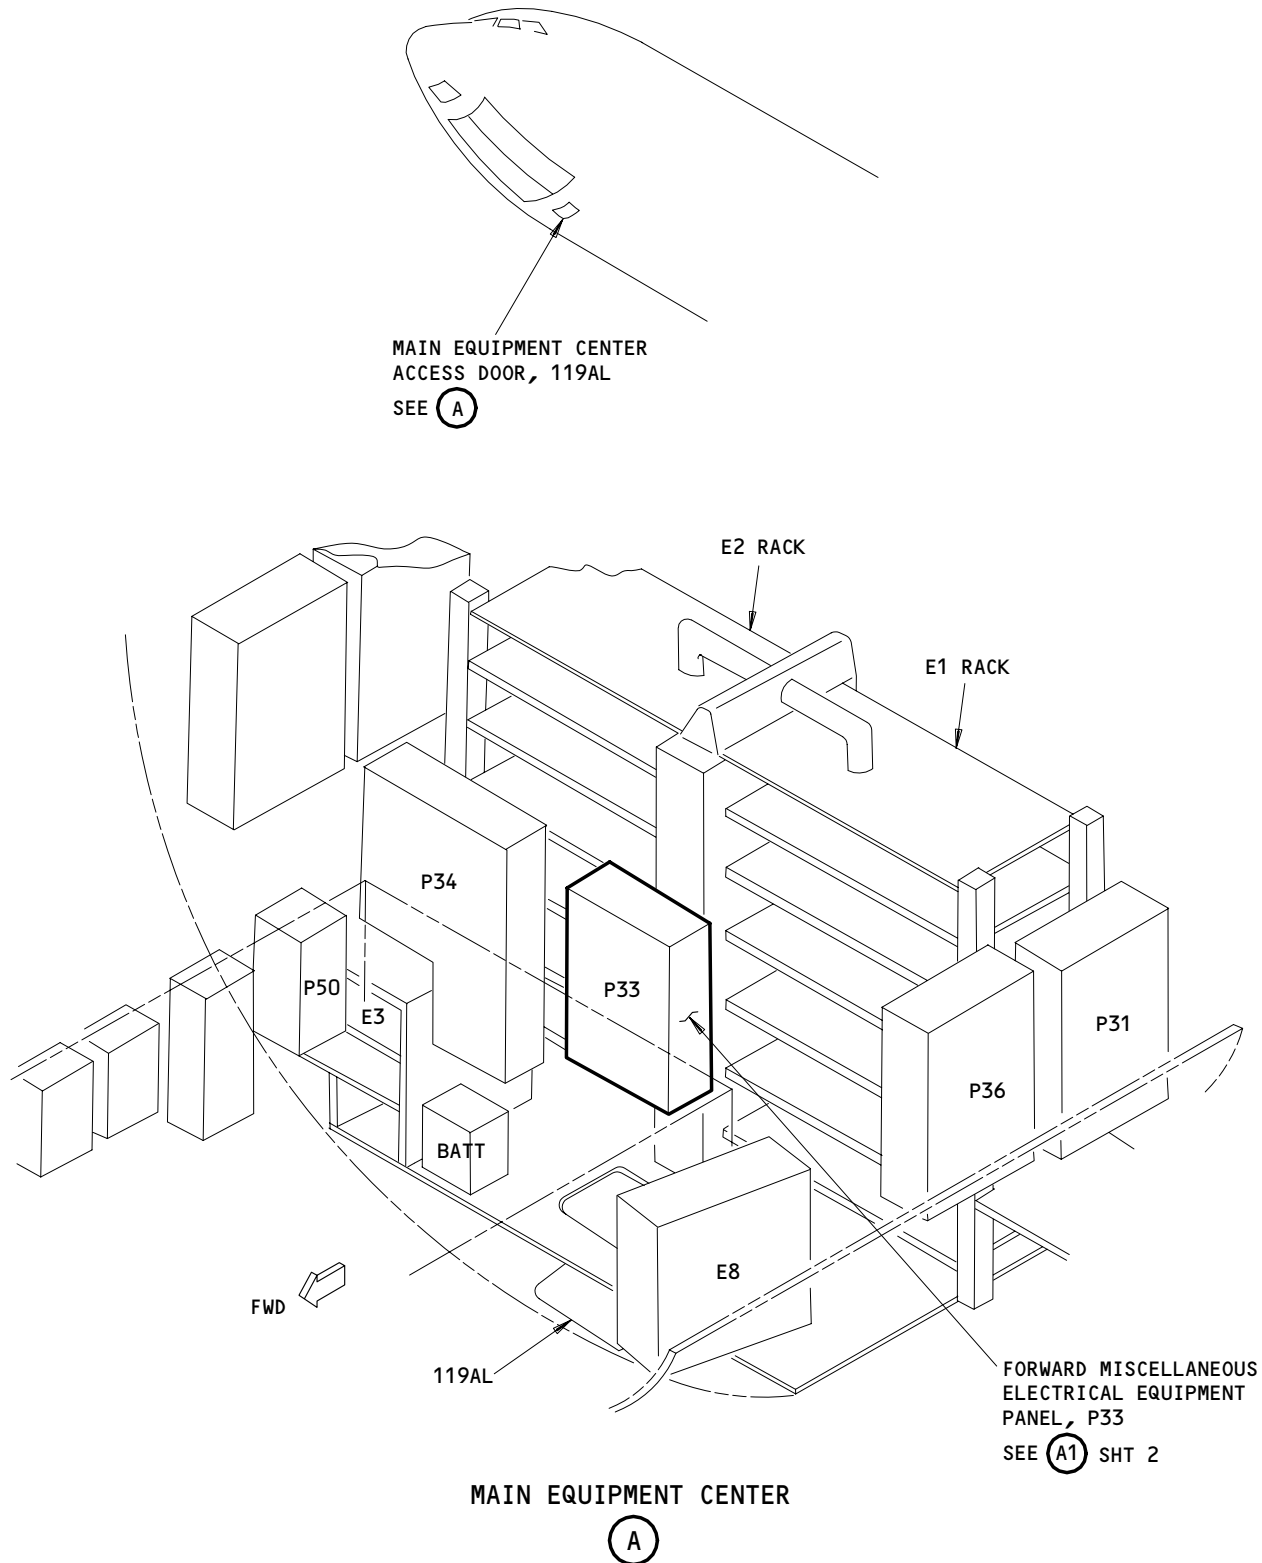 MAIN EQUIPMENT CENTER
ACCESS DOOR, 119AL
SEE A
E2 RACK
E1 RACK
P34
P50
E3
P33
P31
P36
BATT
E8
FWD
119AL
FORWARD MISCELLANEOUS
ELECTRICAL EQUIPMENT
PANEL, P33
SEE A1 SHT 2
MAIN EQUIPMENT CENTER
A